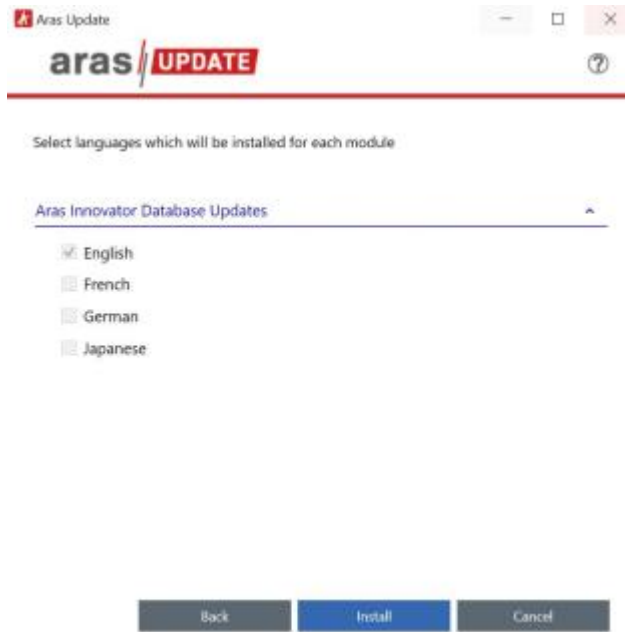 Aras Update
aras UPDATE
Select languages which will be installed for each module
Aras Innovator Database Updates
English
French
German
Japanese
Back
Install
Cancel